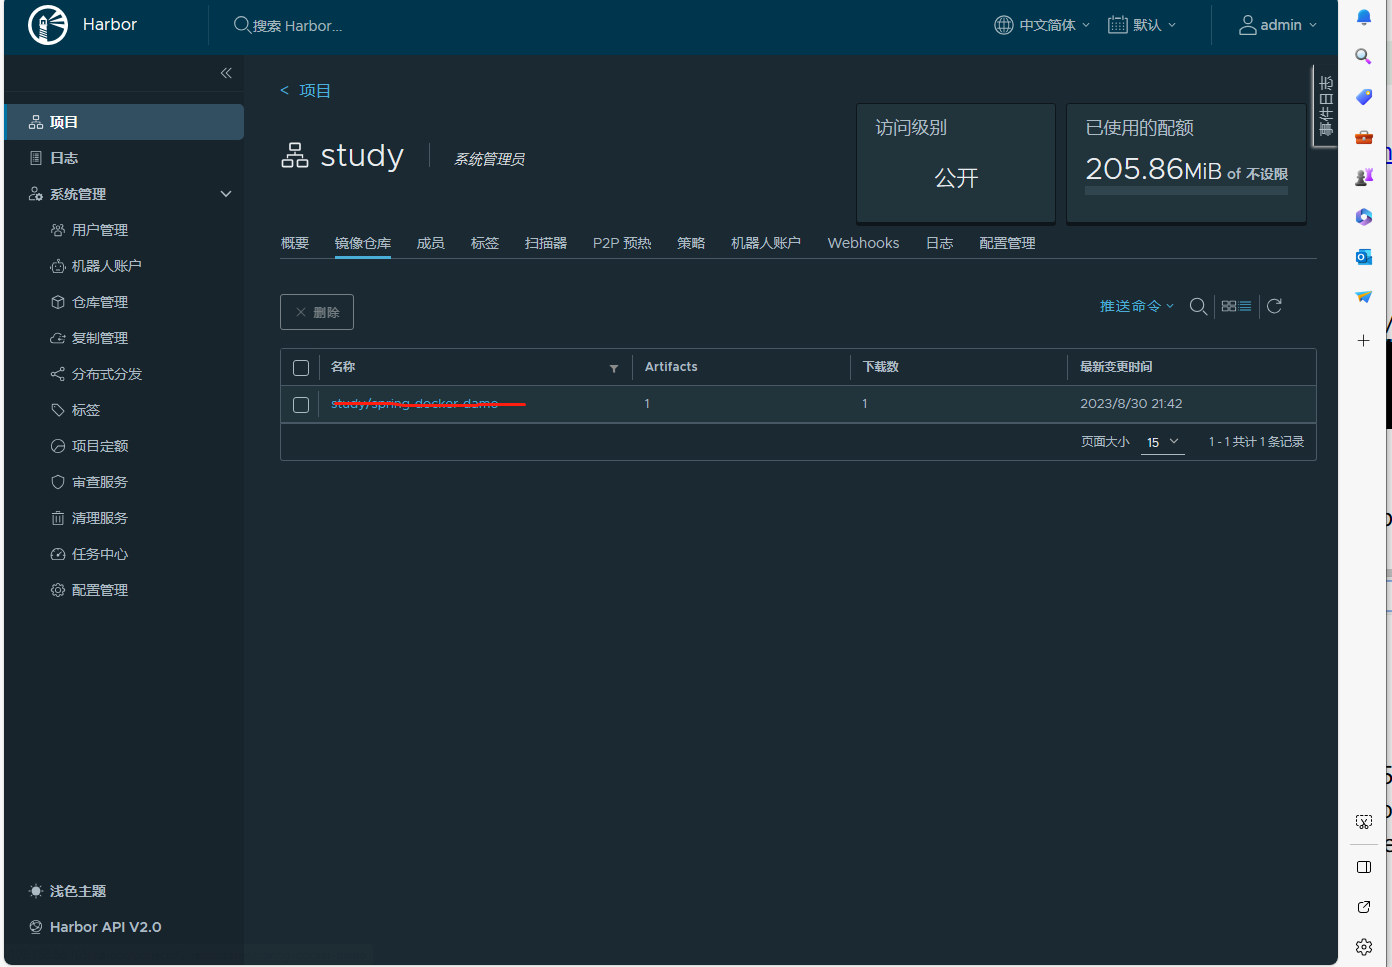 Harbor
搜索 Harbor...
中文简体
默认
admin
项目
日志
系统管理
用户管理
机器人账户
仓库管理
复制管理
分布式分发
标签
项目定额
审查服务
清理服务
任务中心
配置管理
浅色主题
Harbor API V2.0
< 项目
study
系统管理员
访问级别
公开
已使用的配额
205.86MiB of 不设限
事件日志
概要 镜像仓库 成员 标签 扫描器 P2P 预热 策略 机器人账户 Webhooks 日志 配置管理
删除
推送命令
名称 Artifacts 下载数 最新变更时间
study/spring-docker-damo 1 1 2023/8/30 21:42
页面大小 15 1 - 1 共计 1 条记录